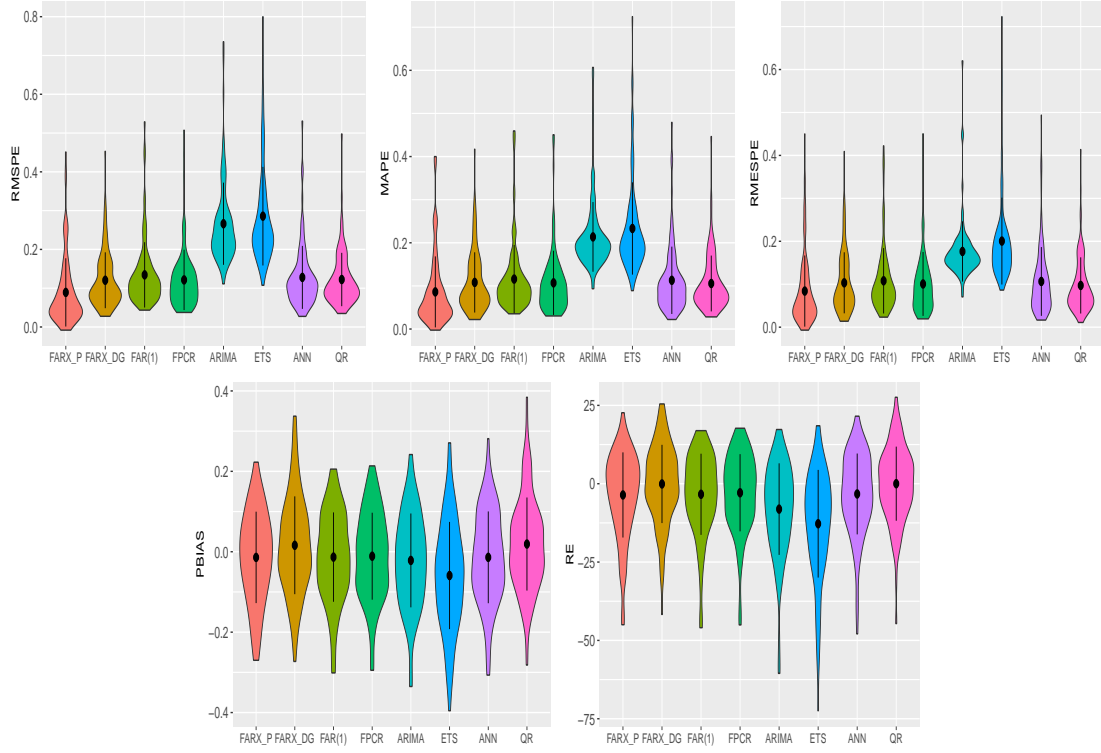 RMSPE
0.8
0.6
0.4
0.2
0.0
FARX_P FARX_DG FAR(1) FPCR ARIMA ETS ANN QR
MAPE
0.6
0.4
0.2
0.0
FARX_P FARX_DG FAR(1) FPCR ARIMA ETS ANN QR
RMESPE
0.6
0.4
0.2
0.0
FARX_P FARX_DG FAR(1) FPCR ARIMA ETS ANN QR
PBIAS
0.4
0.2
0.0
−0.2
−0.4
FARX_P FARX_DG FAR(1) FPCR ARIMA ETS ANN QR
RE
25
0
−25
−50
−75
FARX_P FARX_DG FAR(1) FPCR ARIMA ETS ANN QR